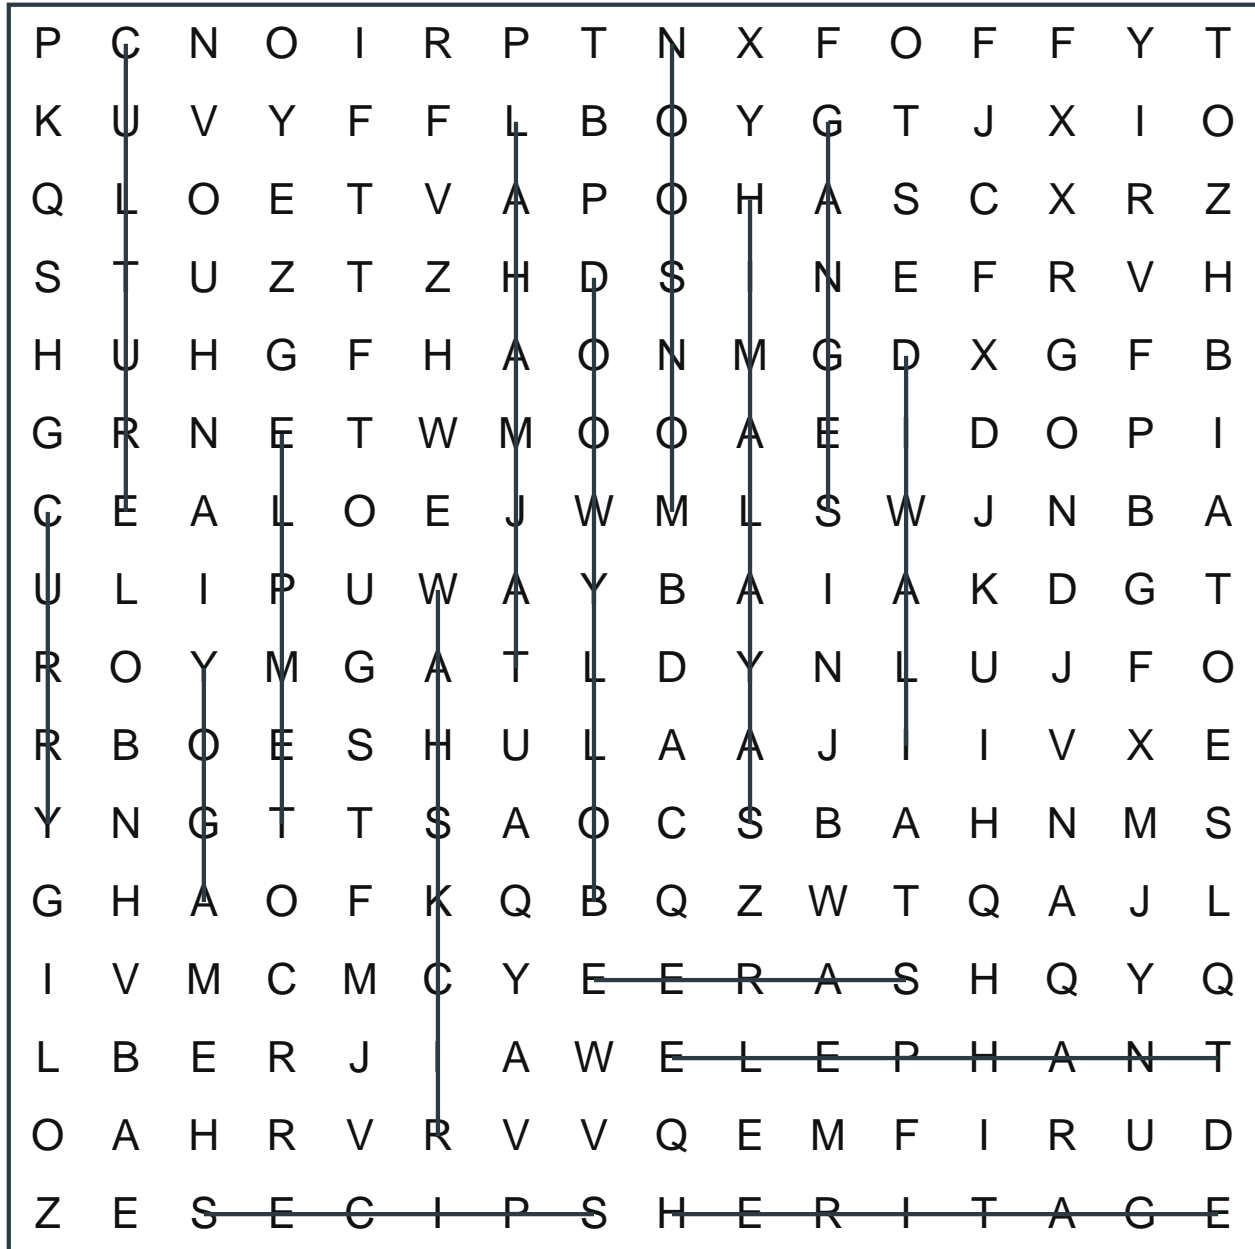 P C N O I R P T N X F O F F Y T
K U V Y F F L B O Y G T J X I O
Q L O E T V A P O H A S C X R Z
S T U Z T Z H D S I N E F R V H
H U H G F H A O N M G D X G F B
G R N E T W M O O A E I D O P I
C E A L O E J W M L S W J N B A
U L I P U W A Y B A I A K D G T
R O Y M G A T L D Y N L U J F O
R B O E S H U L A A J I I V X E
Y N G T T S A O C S B A H N M S
G H A O F K Q B Q Z W T Q A J L
I V M C M C Y E E R A S H Q Y Q
L B E R J I A W E L E P H A N T
O A H R V R V V Q E M F I R U D
Z E S E C I P S H E R I T A G E